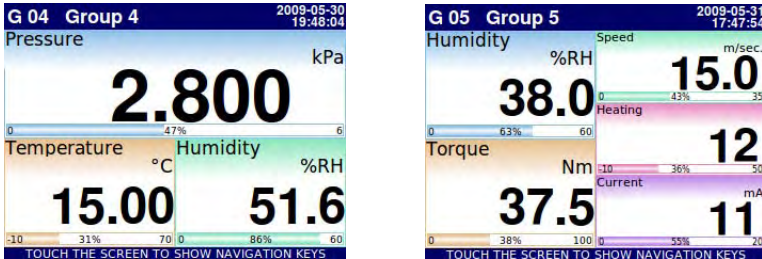 G 04 Group 4
2009-05-30
19:48:04
Pressure
kPa
2.800
0 47% 6
Temperature
°C
15.00
-10 31% 70
Humidity
%RH
51.6
0 86% 60
TOUCH THE SCREEN TO SHOW NAVIGATION KEYS
G 05 Group 5
2009-05-31
17:47:54
Humidity
%RH
38.0
0 63% 60
Torque
Nm
37.5
0 38% 100
Speed
m/sec.
15.0
0 43% 35
Heating
12
-10 36% 50
Current
mA
11
0 55% 20
TOUCH THE SCREEN TO SHOW NAVIGATION KEYS